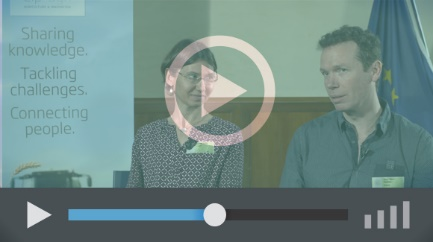 Sharing
knowledge.
Tackling
challenges.
Connecting
people.